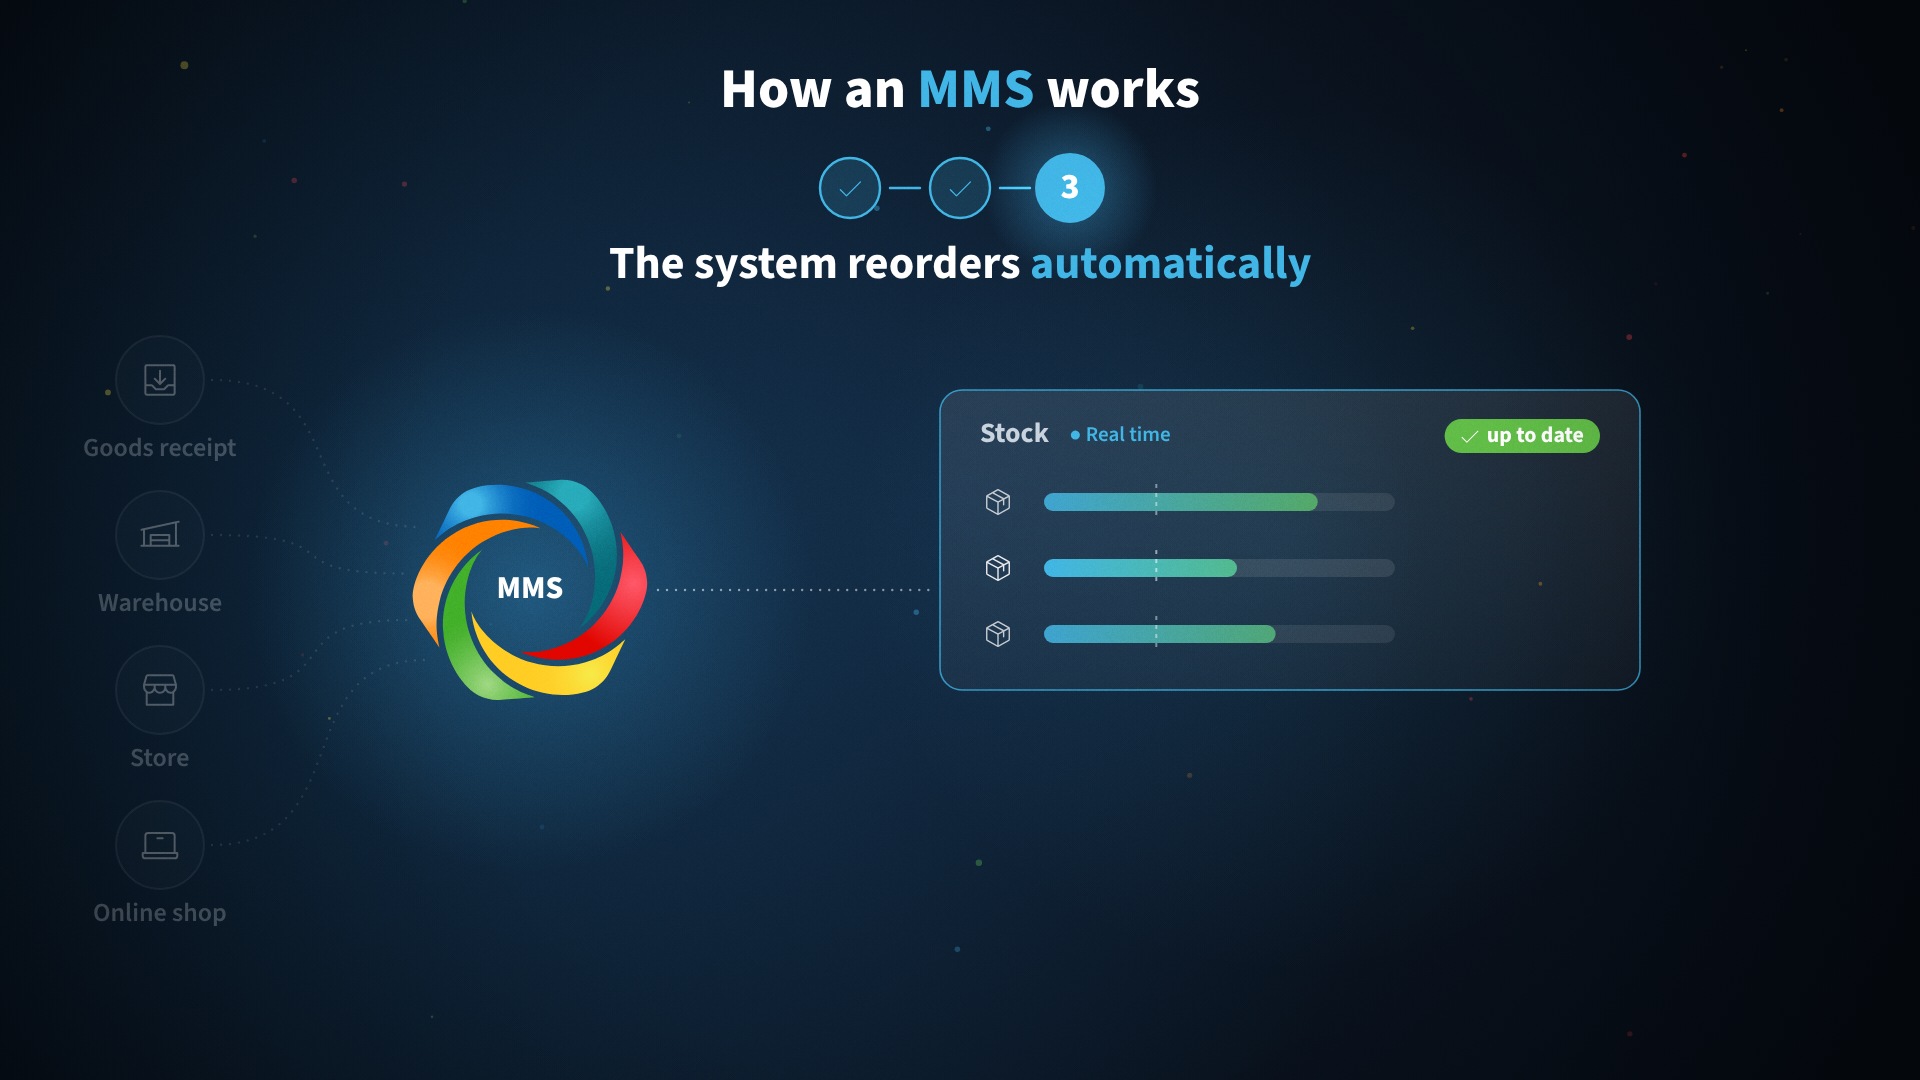 How an MMS works
3
The system reorders automatically
Goods receipt
Warehouse
Store
Online shop
MMS
Stock
Real time
up to date